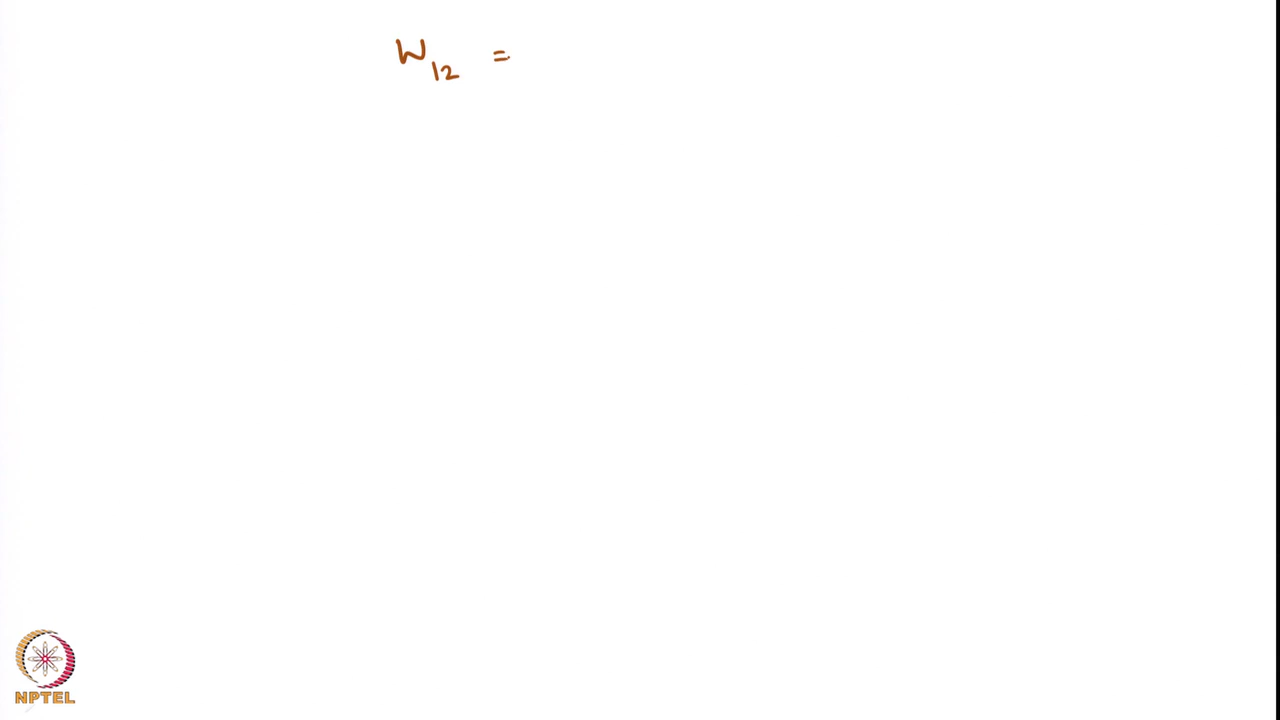 W₁₂ =
NPTEL